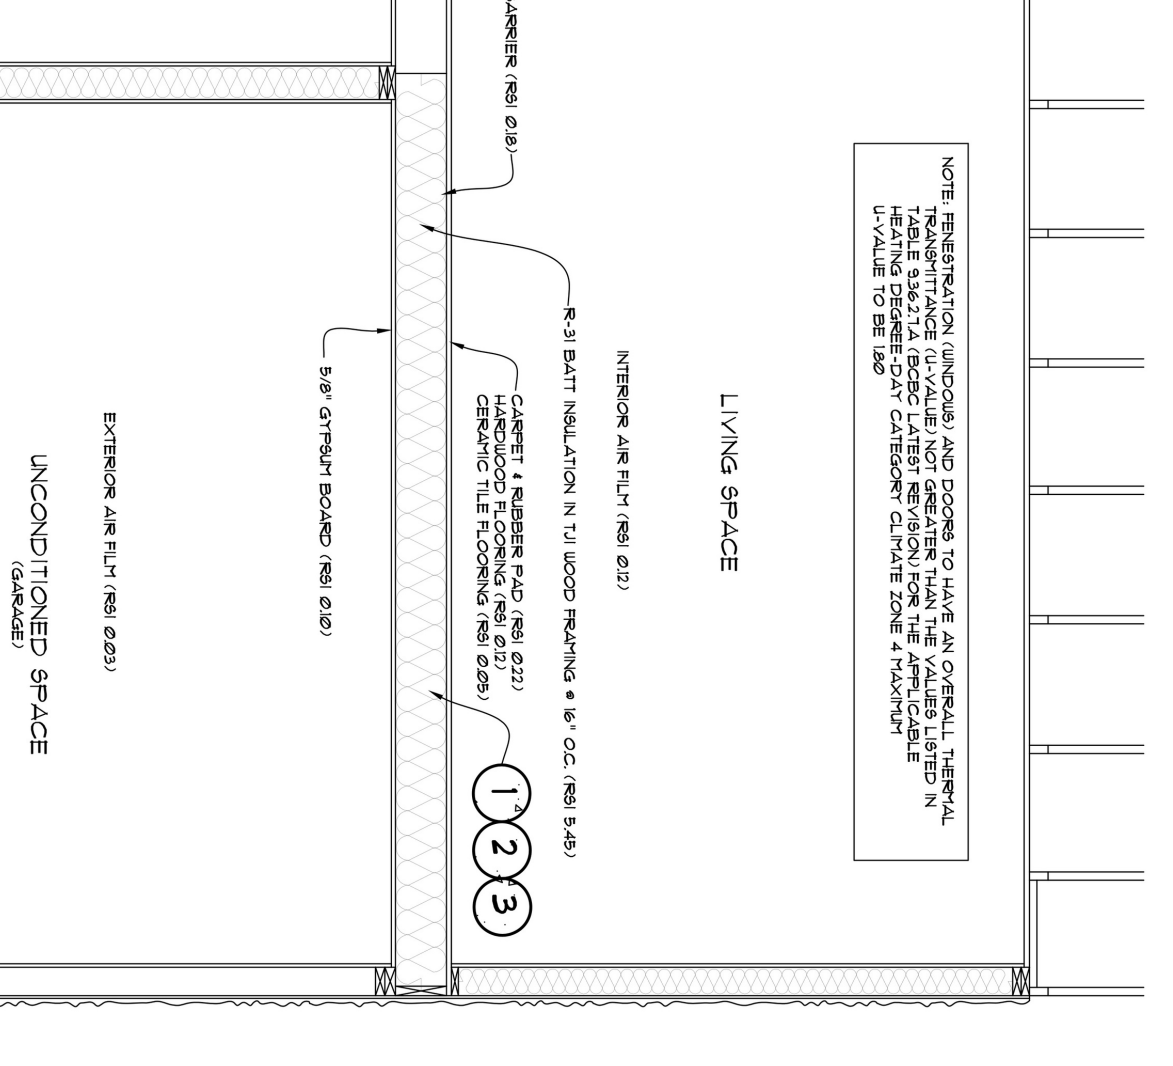 NOTE: FENESTRATION (WINDOWS) AND DOORS TO HAVE AN OVERALL THERMAL
TRANSMITTANCE (U-VALUE) NOT GREATER THAN THE VALUES LISTED IN
TABLE 9.36.2.7.A (BCBC LATEST REVISION) FOR THE APPLICABLE
HEATING DEGREE-DAY CATEGORY CLIMATE ZONE 4 MAXIMUM
U-VALUE TO BE 1.80
LIVING SPACE
INTERIOR AIR FILM (RSI 0.12)
R-31 BATT INSULATION IN TJI WOOD FRAMING @ 16" O.C. (RSI 5.45)
(RSI 0.18)
CARPET & RUBBER PAD (RSI 0.22)
HARDWOOD FLOORING (RSI 0.12)
CERAMIC TILE FLOORING (RSI 0.05)
1
2
3
5/8" GYPSUM BOARD (RSI 0.10)
EXTERIOR AIR FILM (RSI 0.03)
UNCONDITIONED SPACE
(GARAGE)